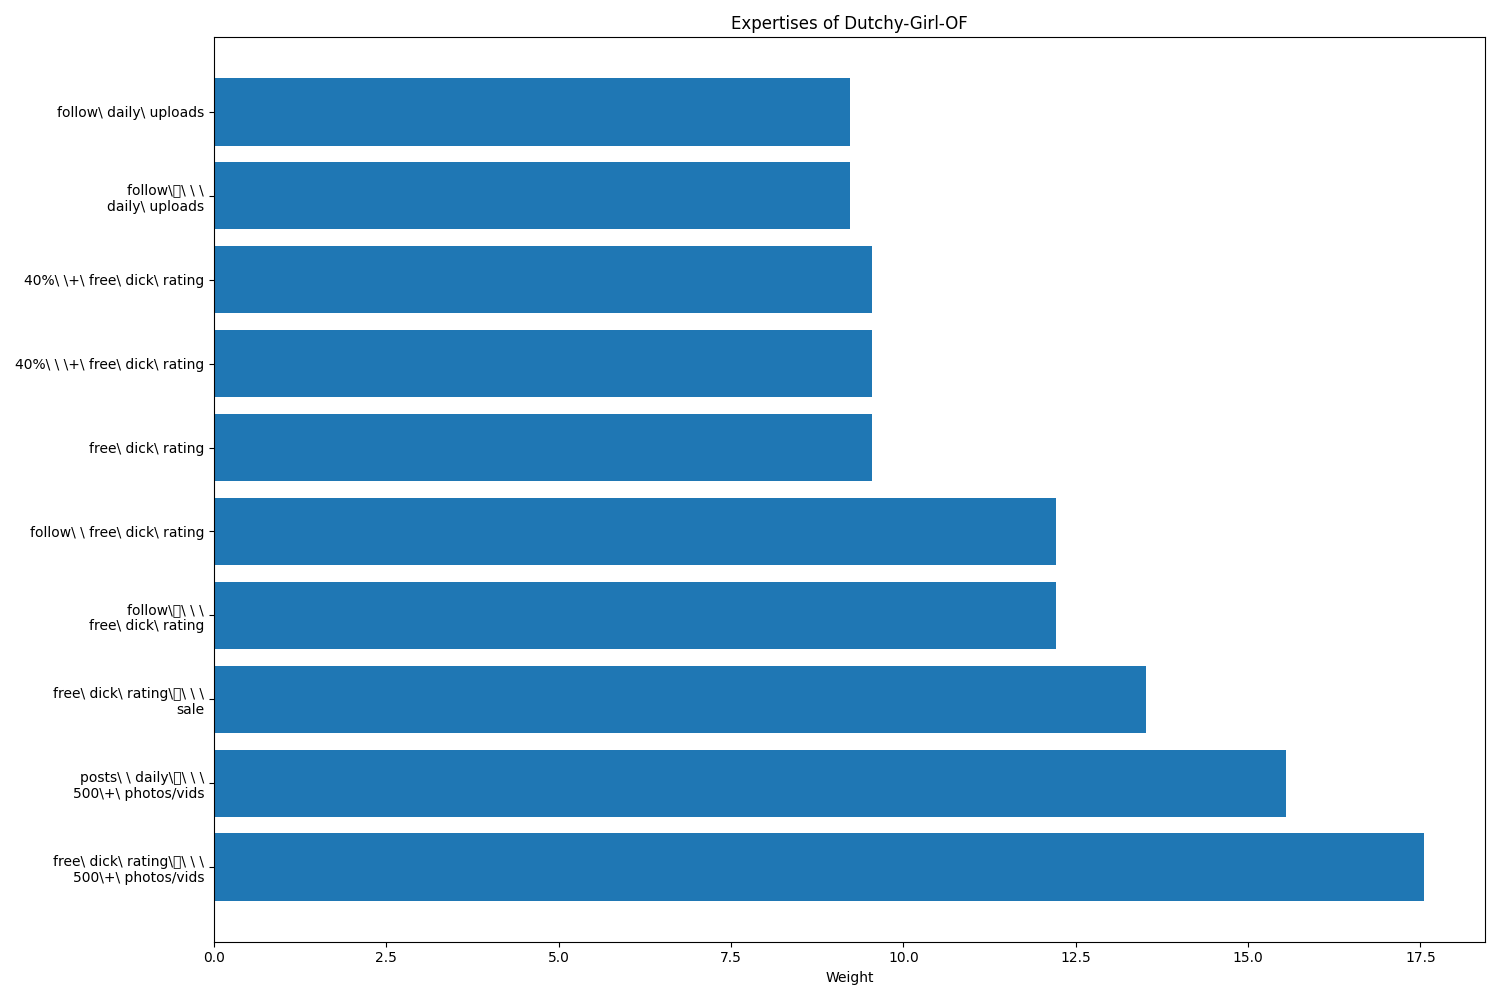 Expertises of Dutchy-Girl-OF
follow\ daily\ uploads
follow\▯\ \ \
daily\ uploads
40%\ \+\ free\ dick\ rating
40%\ \ \+\ free\ dick\ rating
free\ dick\ rating
follow\ \ free\ dick\ rating
follow\▯\ \ \
free\ dick\ rating
free\ dick\ rating\▯\ \ \
sale
posts\ \ daily\▯\ \ \
500\+\ photos/vids
free\ dick\ rating\▯\ \ \
500\+\ photos/vids
0.0 2.5 5.0 7.5 10.0 12.5 15.0 17.5
Weight